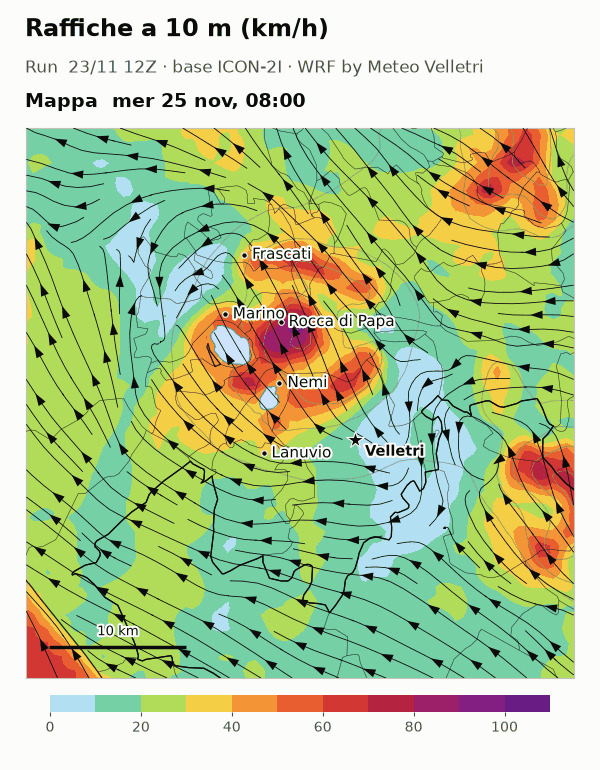 Raffiche a 10 m (km/h)
Run  23/11 12Z · base ICON-2I · WRF by Meteo Velletri
Mappa  mer 25 nov, 08:00
Frascati
Marino
Rocca di Papa
Nemi
Velletri
Lanuvio
10 km
0 20 40 60 80 100